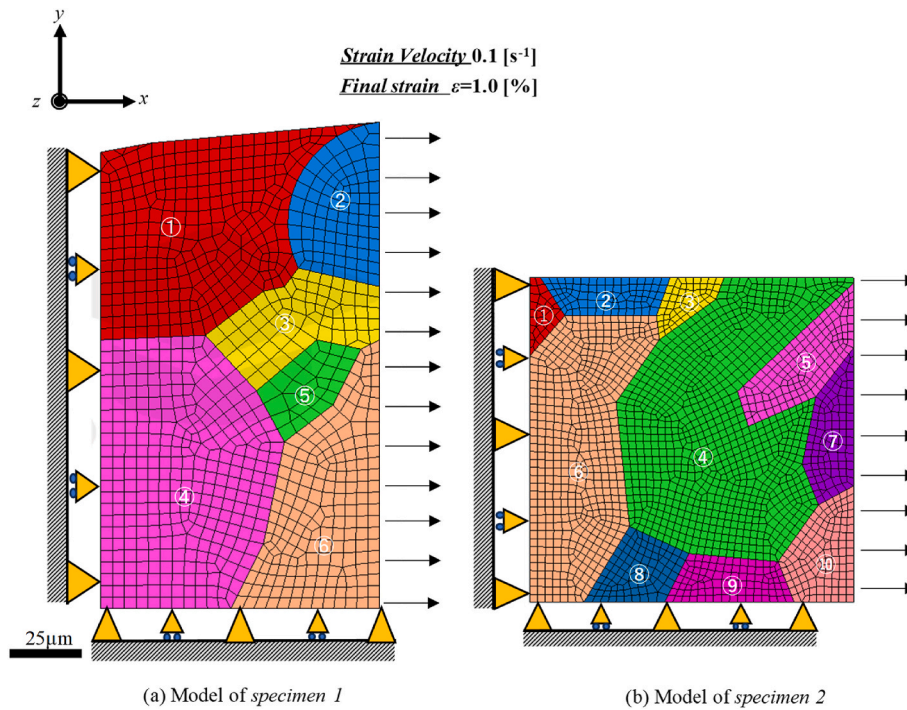 y
Strain Velocity 0.1 [s⁻¹]
Final strain ε=1.0 [%]
z
x
①
②
③
④
⑤
⑥
25µm
①
②
③
④
⑤
⑥
⑦
⑧
⑨
⑩
(a) Model of specimen 1
(b) Model of specimen 2